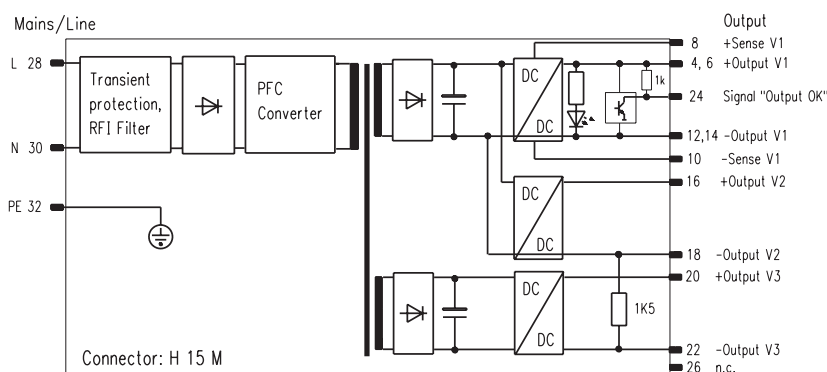 Mains/Line
Output
8 +Sense V1
L 28
4, 6 +Output V1
Transient
protection,
RFI Filter
PFC
Converter
DC
DC
1k
24 Signal "Output OK"
N 30
12,14 -Output V1
10 -Sense V1
16 +Output V2
DC
DC
PE 32
18 -Output V2
20 +Output V3
DC
DC
1K5
22 -Output V3
Connector: H 15 M
26 n.c.